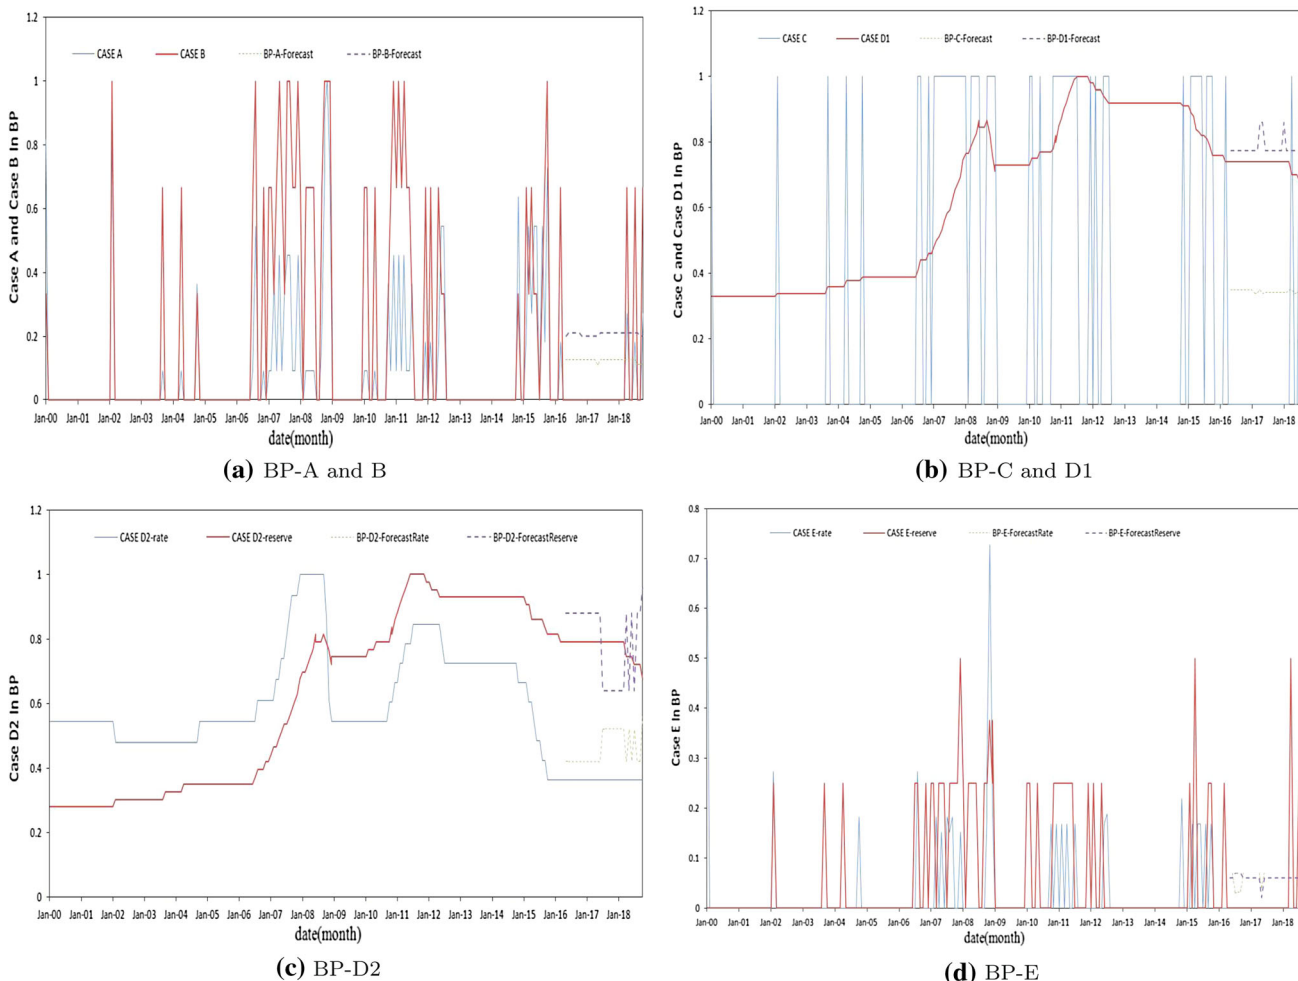 1.2
CASE A CASE B BP-A-Forecast BP-B-Forecast
1
0.8
0.6
0.4
0.2
0
Case A and Case B In BP
Jan-00 Jan-01 Jan-02 Jan-03 Jan-04 Jan-05 Jan-06 Jan-07 Jan-08 Jan-09 Jan-10 Jan-11 Jan-12 Jan-13 Jan-14 Jan-15 Jan-16 Jan-17 Jan-18
date(month)
(a) BP-A and B
1.2
CASE C CASE D1 BP-C-Forecast BP-D1-Forecast
1
0.8
0.6
0.4
0.2
0
Case C and Case D1 In BP
Jan-00 Jan-01 Jan-02 Jan-03 Jan-04 Jan-05 Jan-06 Jan-07 Jan-08 Jan-09 Jan-10 Jan-11 Jan-12 Jan-13 Jan-14 Jan-15 Jan-16 Jan-17 Jan-18
date(month)
(b) BP-C and D1
1.2
CASE D2-rate CASE D2-reserve BP-D2-ForecastRate BP-D2-ForecastReserve
1
0.8
0.6
0.4
0.2
0
Case D2 In BP
Jan-00 Jan-01 Jan-02 Jan-03 Jan-04 Jan-05 Jan-06 Jan-07 Jan-08 Jan-09 Jan-10 Jan-11 Jan-12 Jan-13 Jan-14 Jan-15 Jan-16 Jan-17 Jan-18
date(month)
(c) BP-D2
0.8
CASE E-rate CASE E-reserve BP-E-ForecastRate BP-E-ForecastReserve
0.7
0.6
0.5
0.4
0.3
0.2
0.1
0
Case E In BP
Jan-00 Jan-01 Jan-02 Jan-03 Jan-04 Jan-05 Jan-06 Jan-07 Jan-08 Jan-09 Jan-10 Jan-11 Jan-12 Jan-13 Jan-14 Jan-15 Jan-16 Jan-17 Jan-18
date(month)
(d) BP-E